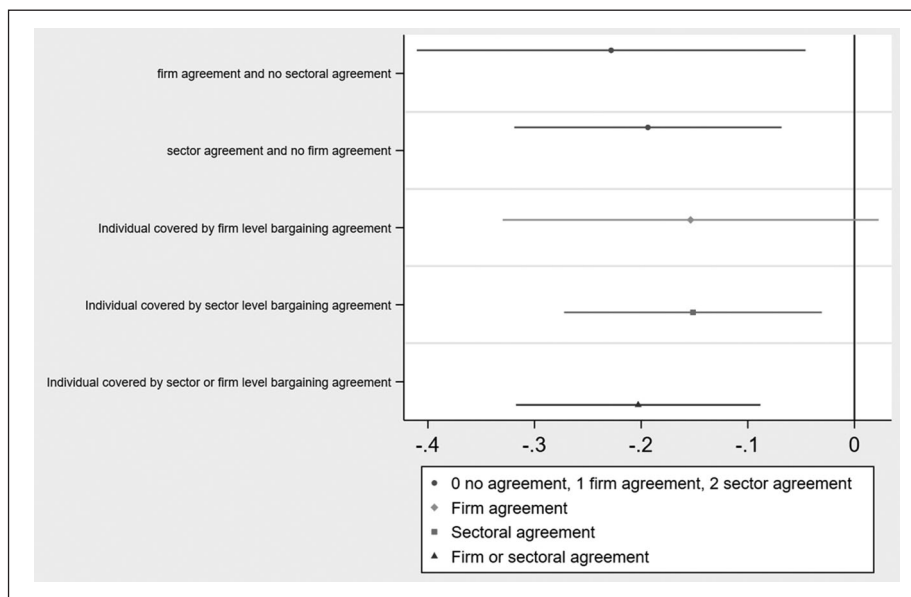 firm agreement and no sectoral agreement
sector agreement and no firm agreement
Individual covered by firm level bargaining agreement
Individual covered by sector level bargaining agreement
Individual covered by sector or firm level bargaining agreement
-.4 -.3 -.2 -.1 0
0 no agreement, 1 firm agreement, 2 sector agreement
Firm agreement
Sectoral agreement
Firm or sectoral agreement